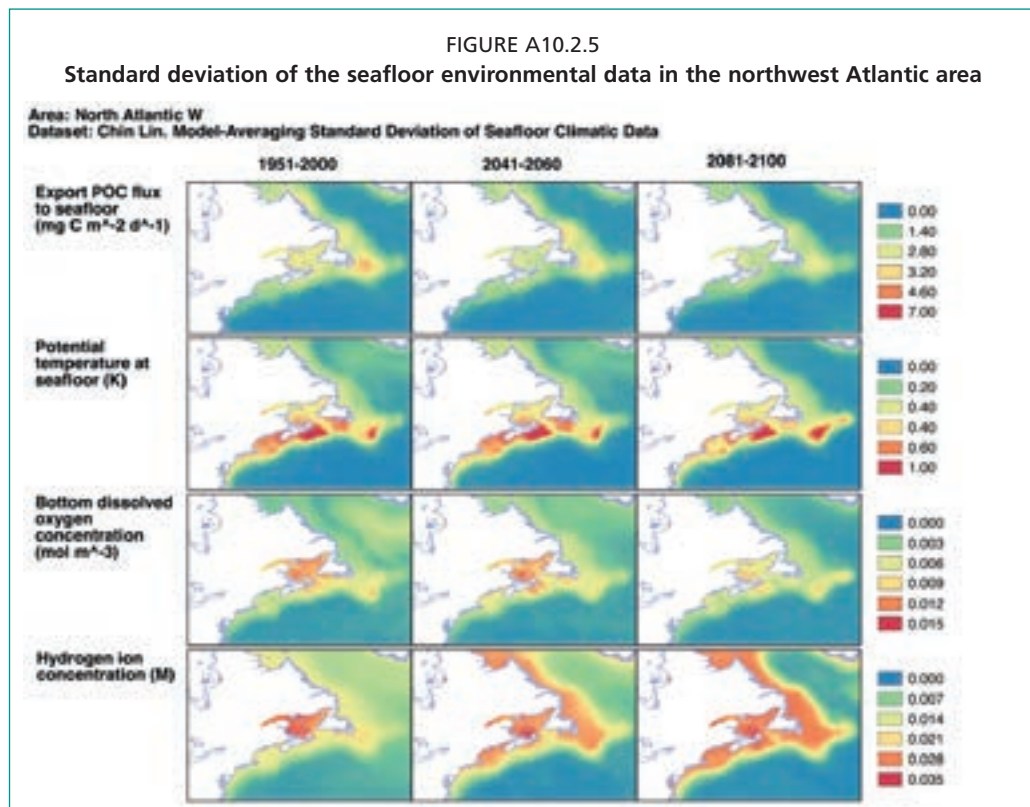 FIGURE A10.2.5
Standard deviation of the seafloor environmental data in the northwest Atlantic area
Area: North Atlantic W
Dataset: Chin Lin. Model-Averaging Standard Deviation of Seafloor Climatic Data
1951-2000 2041-2060 2081-2100
Export POC flux
to seafloor
(mg C m^-2 d^-1)
0.00
1.40
2.80
3.20
4.60
7.00
Potential
temperature at
seafloor (K)
0.00
0.20
0.40
0.40
0.60
1.00
Bottom dissolved
oxygen
concentration
(mol m^-3)
0.000
0.003
0.006
0.009
0.012
0.015
Hydrogen ion
concentration (M)
0.000
0.007
0.014
0.021
0.028
0.035